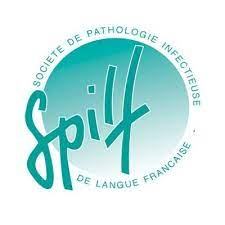 SOCIETE DE PATHOLOGIE INFECTIEUSE
Spilf
DE LANGUE FRANCAISE -